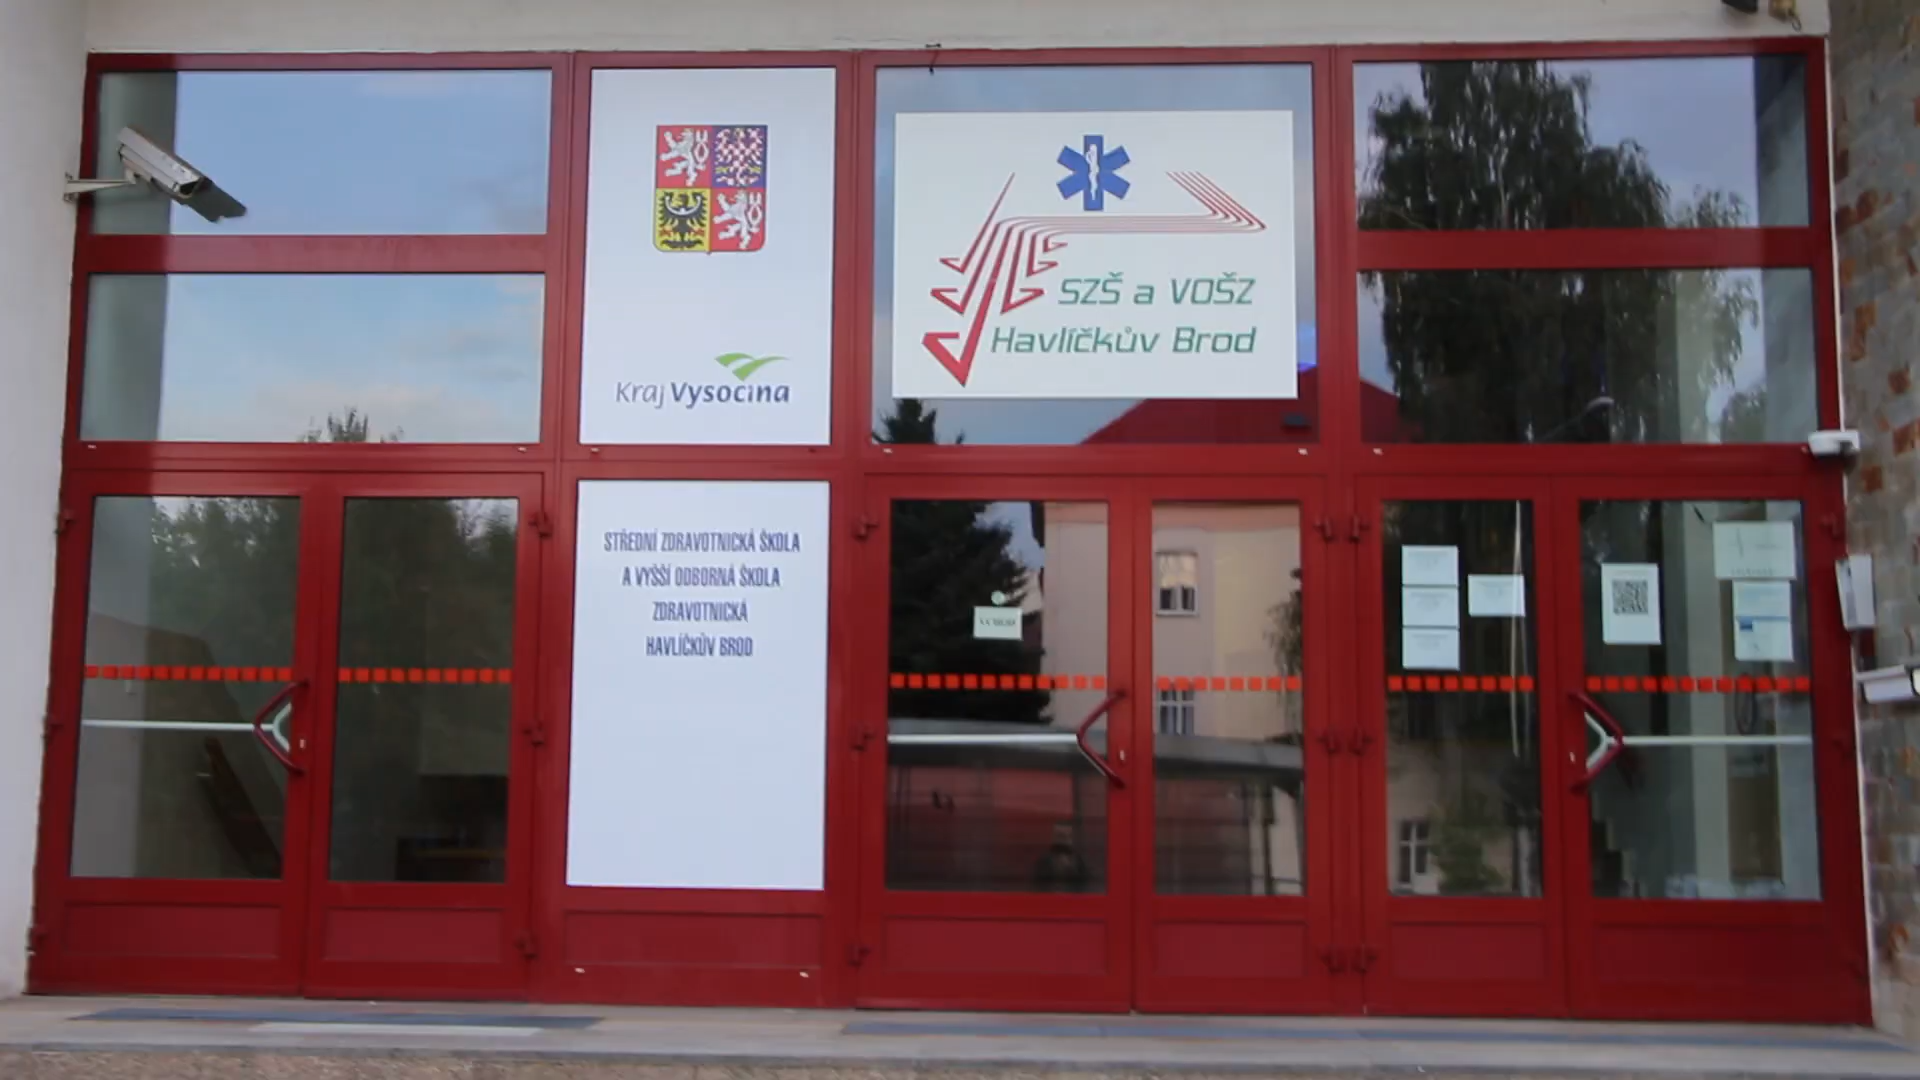 Kraj Vysočina
SZŠ a VOŠZ
Havlíčkův Brod
STŘEDNÍ ZDRAVOTNICKÁ ŠKOLA
A VYŠŠÍ ODBORNÁ ŠKOLA
ZDRAVOTNICKÁ
HAVLÍČKŮV BROD